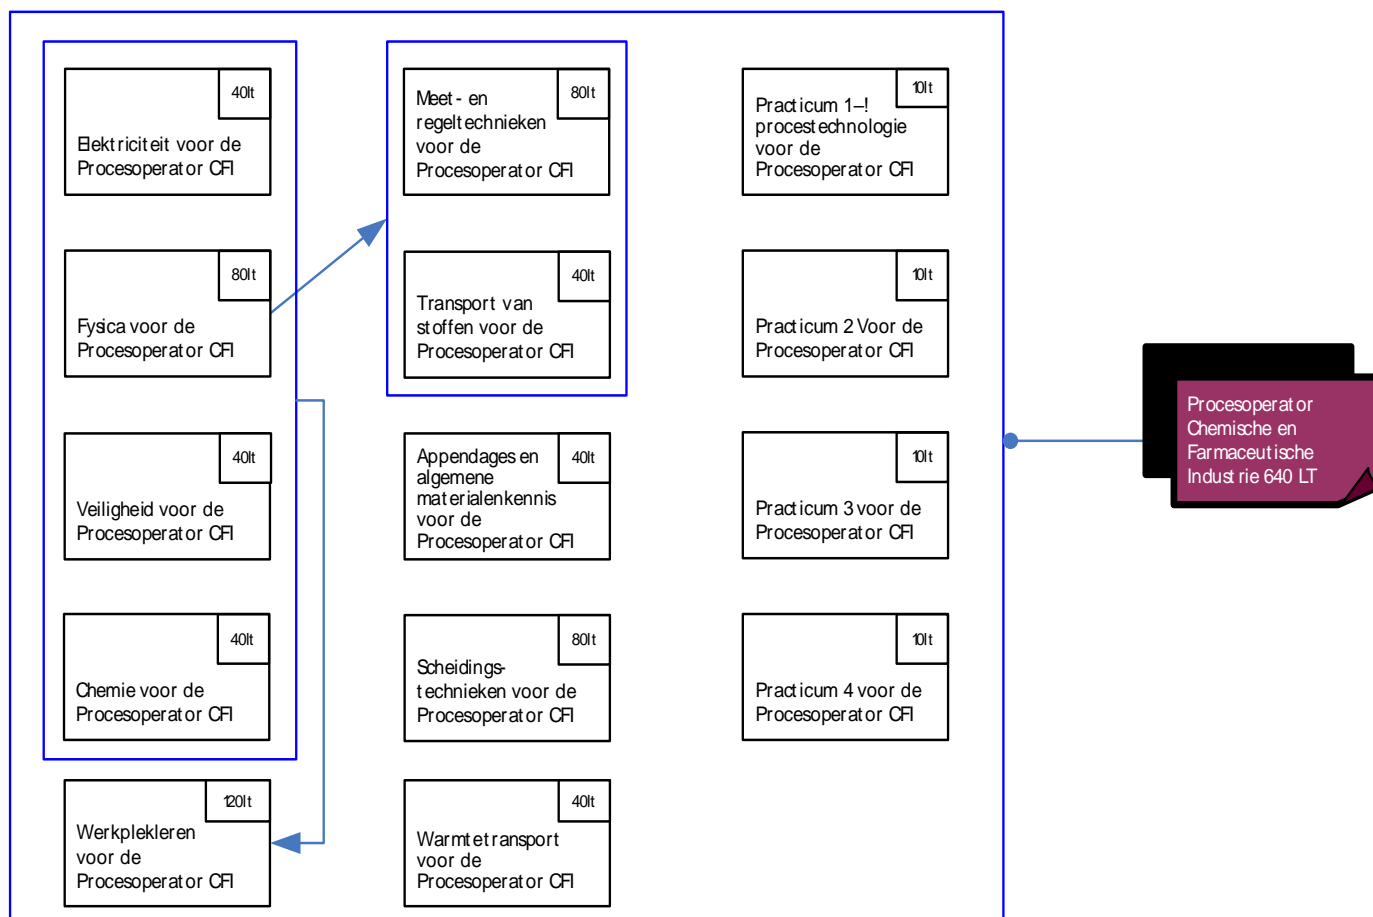 40lt
Elektriciteit voor de
Procesoperator CFI
80lt
Fysica voor de
Procesoperator CFI
40lt
Veiligheid voor de
Procesoperator CFI
40lt
Chemie voor de
Procesoperator CFI
120lt
Werkplekleren
voor de
Procesoperator CFI
80lt
Meet- en
regeltechnieken
voor de
Procesoperator CFI
40lt
Transport van
stoffen voor de
Procesoperator CFI
40lt
Appendages en
algemene
materialenkennis
voor de
Procesoperator CFI
80lt
Scheidings-
technieken voor de
Procesoperator CFI
40lt
Warmtetransport
voor de
Procesoperator CFI
10lt
Practicum 1–!
procestechnologie
voor de
Procesoperator CFI
10lt
Practicum 2 Voor de
Procesoperator CFI
10lt
Practicum 3 voor de
Procesoperator CFI
10lt
Practicum 4 voor de
Procesoperator CFI
Procesoperator
Chemische en
Farmaceutische
Industrie 640 LT